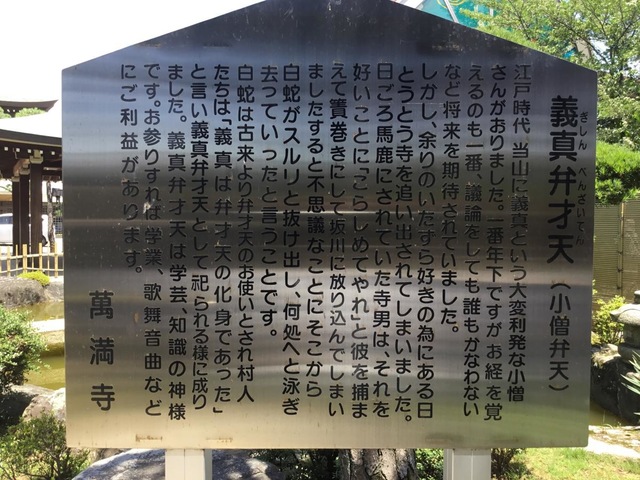 義真弁才天（小僧弁天）
ぎしん べんざいてん
江戸時代、当山に義真という大変利発な小僧
さんがおりました。一番年下ですがお経を覚
えるのも一番、議論をしても誰もかなわない
など将来を期待されていました。
しかし、余りのいたずら好きの為にある日
とうとう寺を追い出されてしまいました。
日ごろ馬鹿にされていた寺男は、それを
好いことに「こらしめてやれ」と彼を捕ま
えて簀巻きにして坂川に放り込んでしまい
ましたすると不思議なことにそこから
白蛇がスルリと抜け出し、何処へと泳ぎ
去っていったと言うことです。
白蛇は古来より弁才天のお使いとされ村人
たちは「義真」は弁才天の化身であった」
と言い義真弁才天として祀られる様に成り
ました。義真弁才天は学芸、知識の神様
です。お参りすれば学業、歌舞音曲など
にご利益があります。
萬満寺